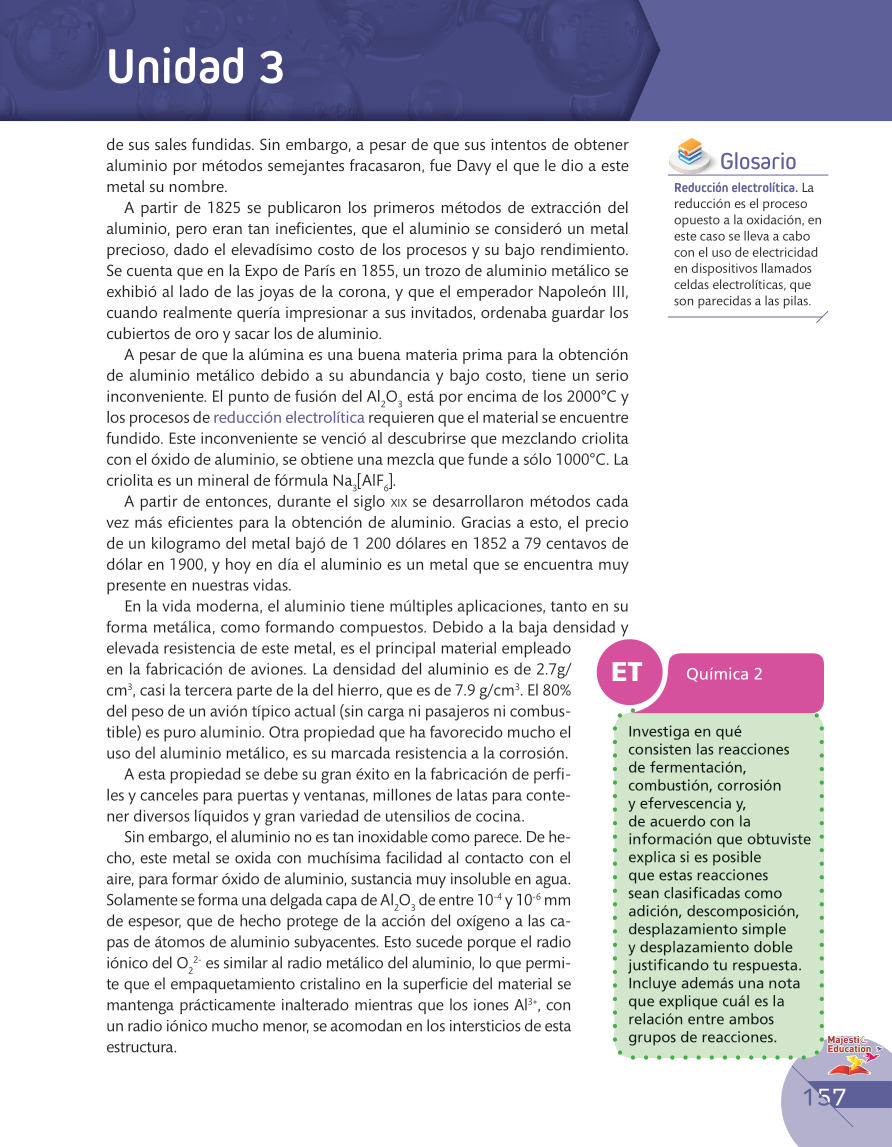 Unidad 3
de sus sales fundidas. Sin embargo, a pesar de que sus intentos de obtener
aluminio por métodos semejantes fracasaron, fue Davy el que le dio a este
metal su nombre.
A partir de 1825 se publicaron los primeros métodos de extracción del
aluminio, pero eran tan ineficientes, que el aluminio se consideró un metal
precioso, dado el elevadísimo costo de los procesos y su bajo rendimiento.
Se cuenta que en la Expo de París en 1855, un trozo de aluminio metálico se
exhibió al lado de las joyas de la corona, y que el emperador Napoleón III,
cuando realmente quería impresionar a sus invitados, ordenaba guardar los
cubiertos de oro y sacar los de aluminio.
A pesar de que la alúmina es una buena materia prima para la obtención
de aluminio metálico debido a su abundancia y bajo costo, tiene un serio
inconveniente. El punto de fusión del Al₂O₃ está por encima de los 2000°C y
los procesos de reducción electrolítica requieren que el material se encuentre
fundido. Este inconveniente se venció al descubrirse que mezclando criolita
con el óxido de aluminio, se obtiene una mezcla que funde a sólo 1000°C. La
criolita es un mineral de fórmula Na₃[AlF₆].
A partir de entonces, durante el siglo XIX se desarrollaron métodos cada
vez más eficientes para la obtención de aluminio. Gracias a esto, el precio
de un kilogramo del metal bajó de 1 200 dólares en 1852 a 79 centavos de
dólar en 1900, y hoy en día el aluminio es un metal que se encuentra muy
presente en nuestras vidas.
En la vida moderna, el aluminio tiene múltiples aplicaciones, tanto en su
forma metálica, como formando compuestos. Debido a la baja densidad y
elevada resistencia de este metal, es el principal material empleado
en la fabricación de aviones. La densidad del aluminio es de 2.7g/
cm³, casi la tercera parte de la del hierro, que es de 7.9 g/cm³. El 80%
del peso de un avión típico actual (sin carga ni pasajeros ni combus-
tible) es puro aluminio. Otra propiedad que ha favorecido mucho el
uso del aluminio metálico, es su marcada resistencia a la corrosión.
A esta propiedad se debe su gran éxito en la fabricación de perfi-
les y canceles para puertas y ventanas, millones de latas para conte-
ner diversos líquidos y gran variedad de utensilios de cocina.
Sin embargo, el aluminio no es tan inoxidable como parece. De he-
cho, este metal se oxida con muchísima facilidad al contacto con el
aire, para formar óxido de aluminio, sustancia muy insoluble en agua.
Solamente se forma una delgada capa de Al₂O₃ de entre 10⁻⁴ y 10⁻⁶ mm
de espesor, que de hecho protege de la acción del oxígeno a las ca-
pas de átomos de aluminio subyacentes. Esto sucede porque el radio
iónico del O₂²⁻ es similar al radio metálico del aluminio, lo que permi-
te que el empaquetamiento cristalino en la superficie del material se
mantenga prácticamente inalterado mientras que los iones Al³⁺, con
un radio iónico mucho menor, se acomodan en los intersticios de esta
estructura.
Glosario
Reducción electrolítica. La
reducción es el proceso
opuesto a la oxidación, en
este caso se lleva a cabo
con el uso de electricidad
en dispositivos llamados
celdas electrolíticas, que
son parecidas a las pilas.
ET
Química 2
Investiga en qué
consisten las reacciones
de fermentación,
combustión, corrosión
y efervescencia y,
de acuerdo con la
información que obtuviste
explica si es posible
que estas reacciones
sean clasificadas como
adición, descomposición,
desplazamiento simple
y desplazamiento doble
justificando tu respuesta.
Incluye además una nota
que explique cuál es la
relación entre ambos
grupos de reacciones.
Majestic
Education
157